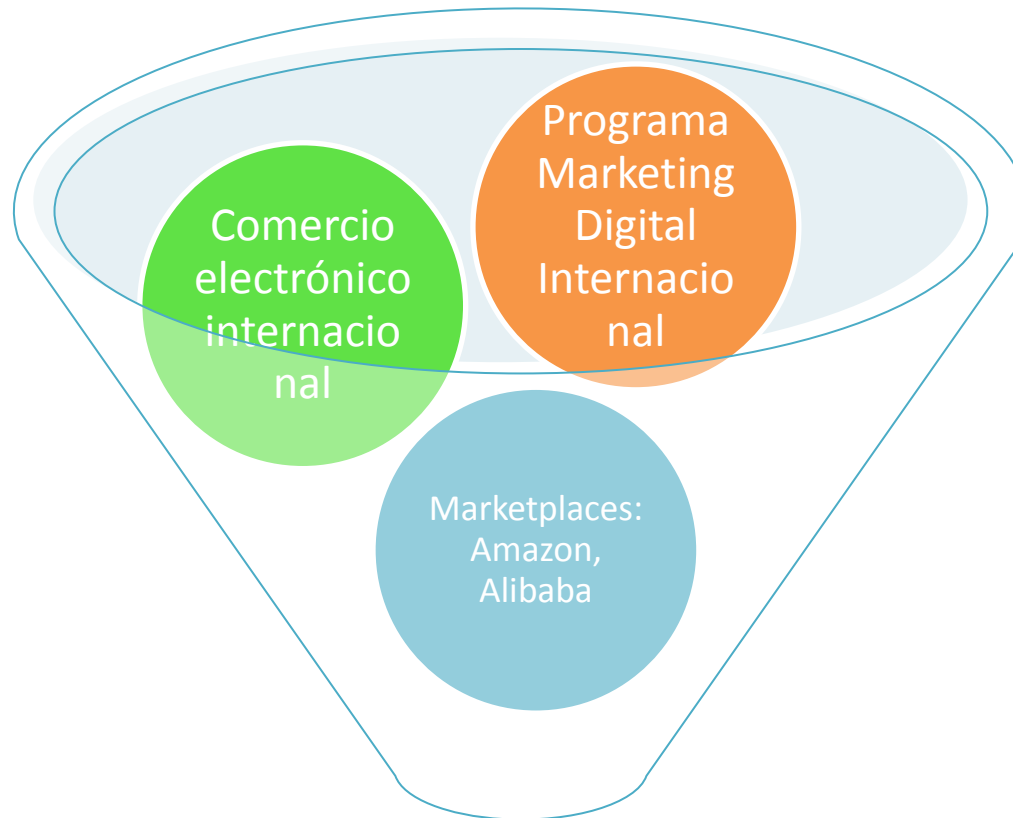 Programa
Marketing
Digital
Internacio
nal
Comercio
electrónico
internacio
nal
Marketplaces:
Amazon,
Alibaba